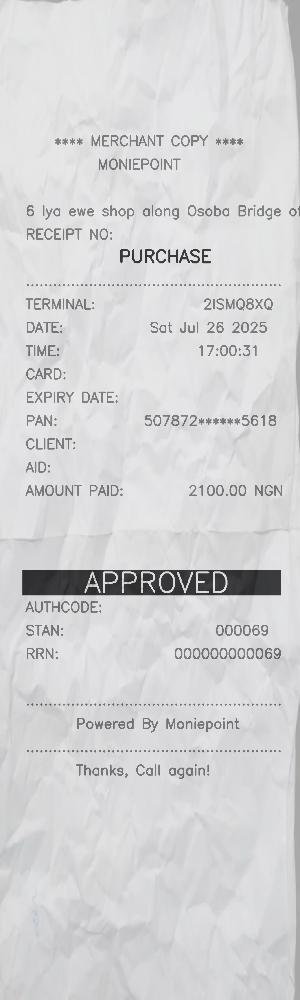 **** MERCHANT COPY ****
MONIEPOINT
6 Iya ewe shop along Osoba Bridge of
RECEIPT NO:
PURCHASE
TERMINAL: 2ISMQ8XQ
DATE: Sat Jul 26 2025
TIME: 17:00:31
CARD:
EXPIRY DATE:
PAN: 507872******5618
CLIENT:
AID:
AMOUNT PAID: 2100.00 NGN
APPROVED
AUTHCODE:
STAN: 000069
RRN: 000000000069
Powered By Moniepoint
Thanks, Call again!